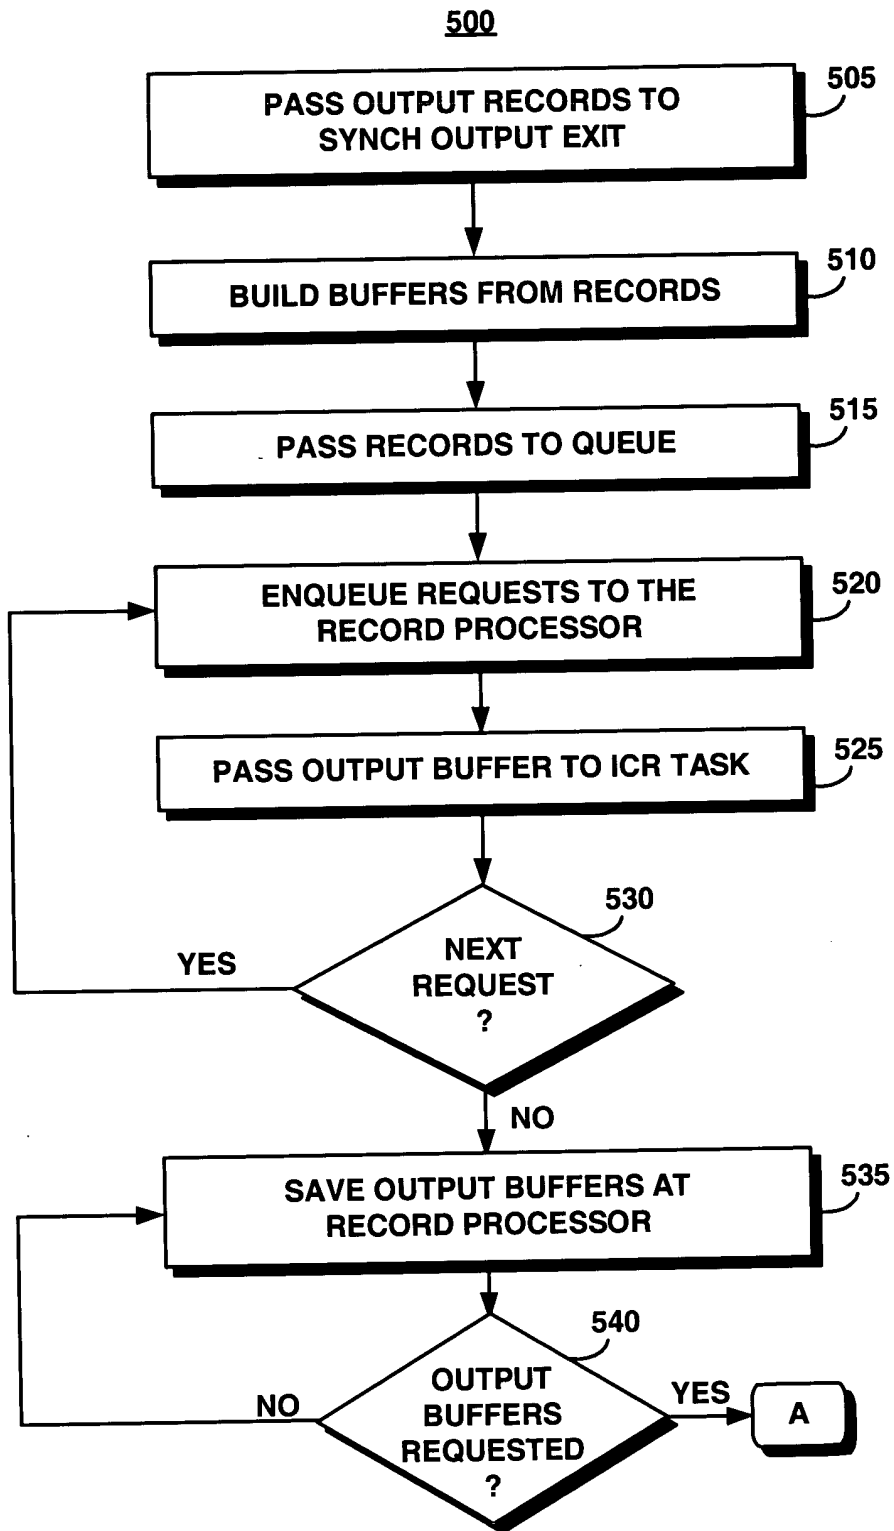 500
PASS OUTPUT RECORDS TO
SYNCH OUTPUT EXIT
505
BUILD BUFFERS FROM RECORDS
510
PASS RECORDS TO QUEUE
515
ENQUEUE REQUESTS TO THE
RECORD PROCESSOR
520
PASS OUTPUT BUFFER TO ICR TASK
525
NEXT
REQUEST
?
530
YES
NO
SAVE OUTPUT BUFFERS AT
RECORD PROCESSOR
535
OUTPUT
BUFFERS
REQUESTED
?
540
NO
YES
A